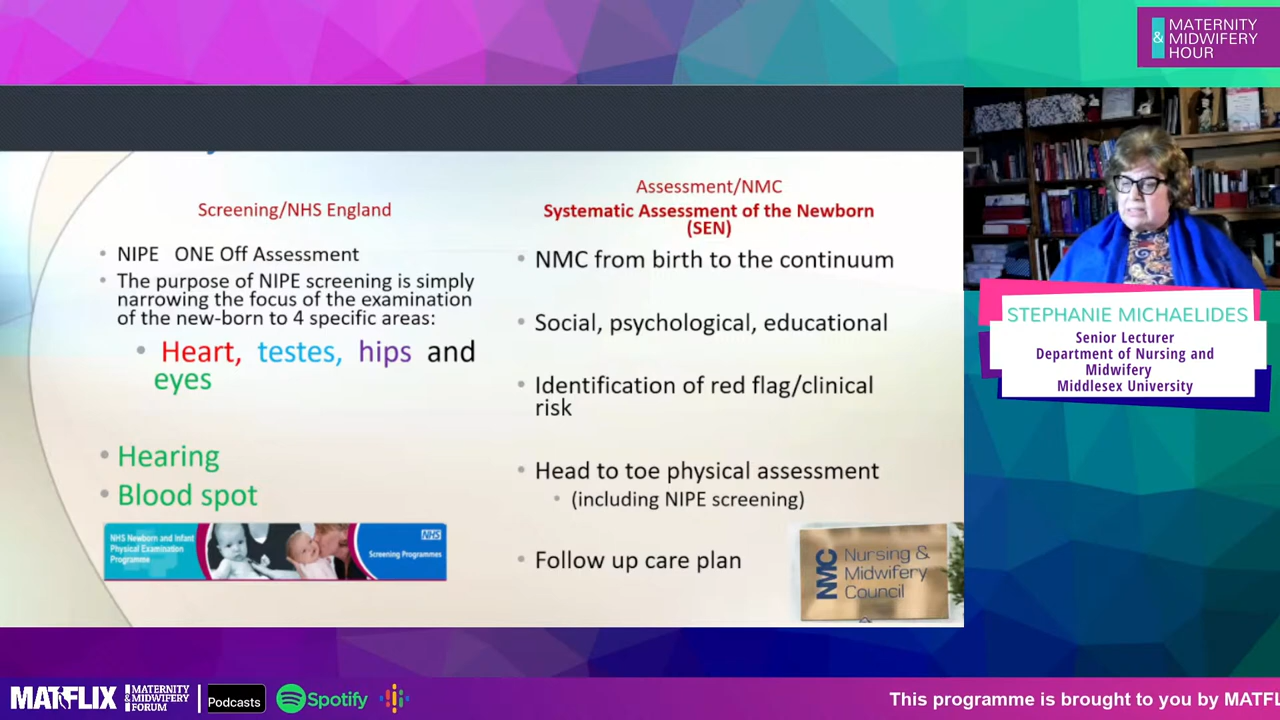 MATERNITY
& MIDWIFERY
HOUR
Screening/NHS England
NIPE ONE Off Assessment
The purpose of NIPE screening is simply
narrowing the focus of the examination
of the new-born to 4 specific areas:
Heart, testes, hips and
eyes
Hearing
Blood spot
NHS Newborn and Infant
Physical Examination
Programme
NHS
Screening Programmes
Assessment/NMC
Systematic Assessment of the Newborn
(SEN)
NMC from birth to the continuum
Social, psychological, educational
Identification of red flag/clinical
risk
Head to toe physical assessment
(including NIPE screening)
Follow up care plan
NMC
Nursing &
Midwifery
Council
STEPHANIE MICHAELIDES
Senior Lecturer
Department of Nursing and
Midwifery
Middlesex University
MATFLIX
MATERNITY
& MIDWIFERY
FORUM
Podcasts
Spotify
This programme is brought to you by MATFL